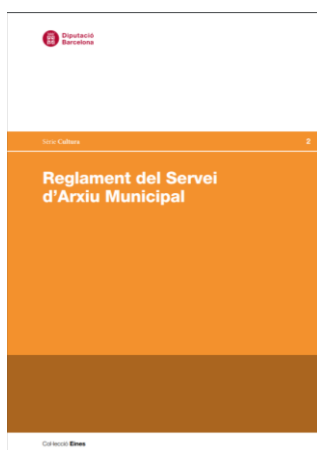 Diputació
Barcelona
Sèrie Cultura
2
Reglament del Servei
d'Arxiu Municipal
Col·lecció Eines